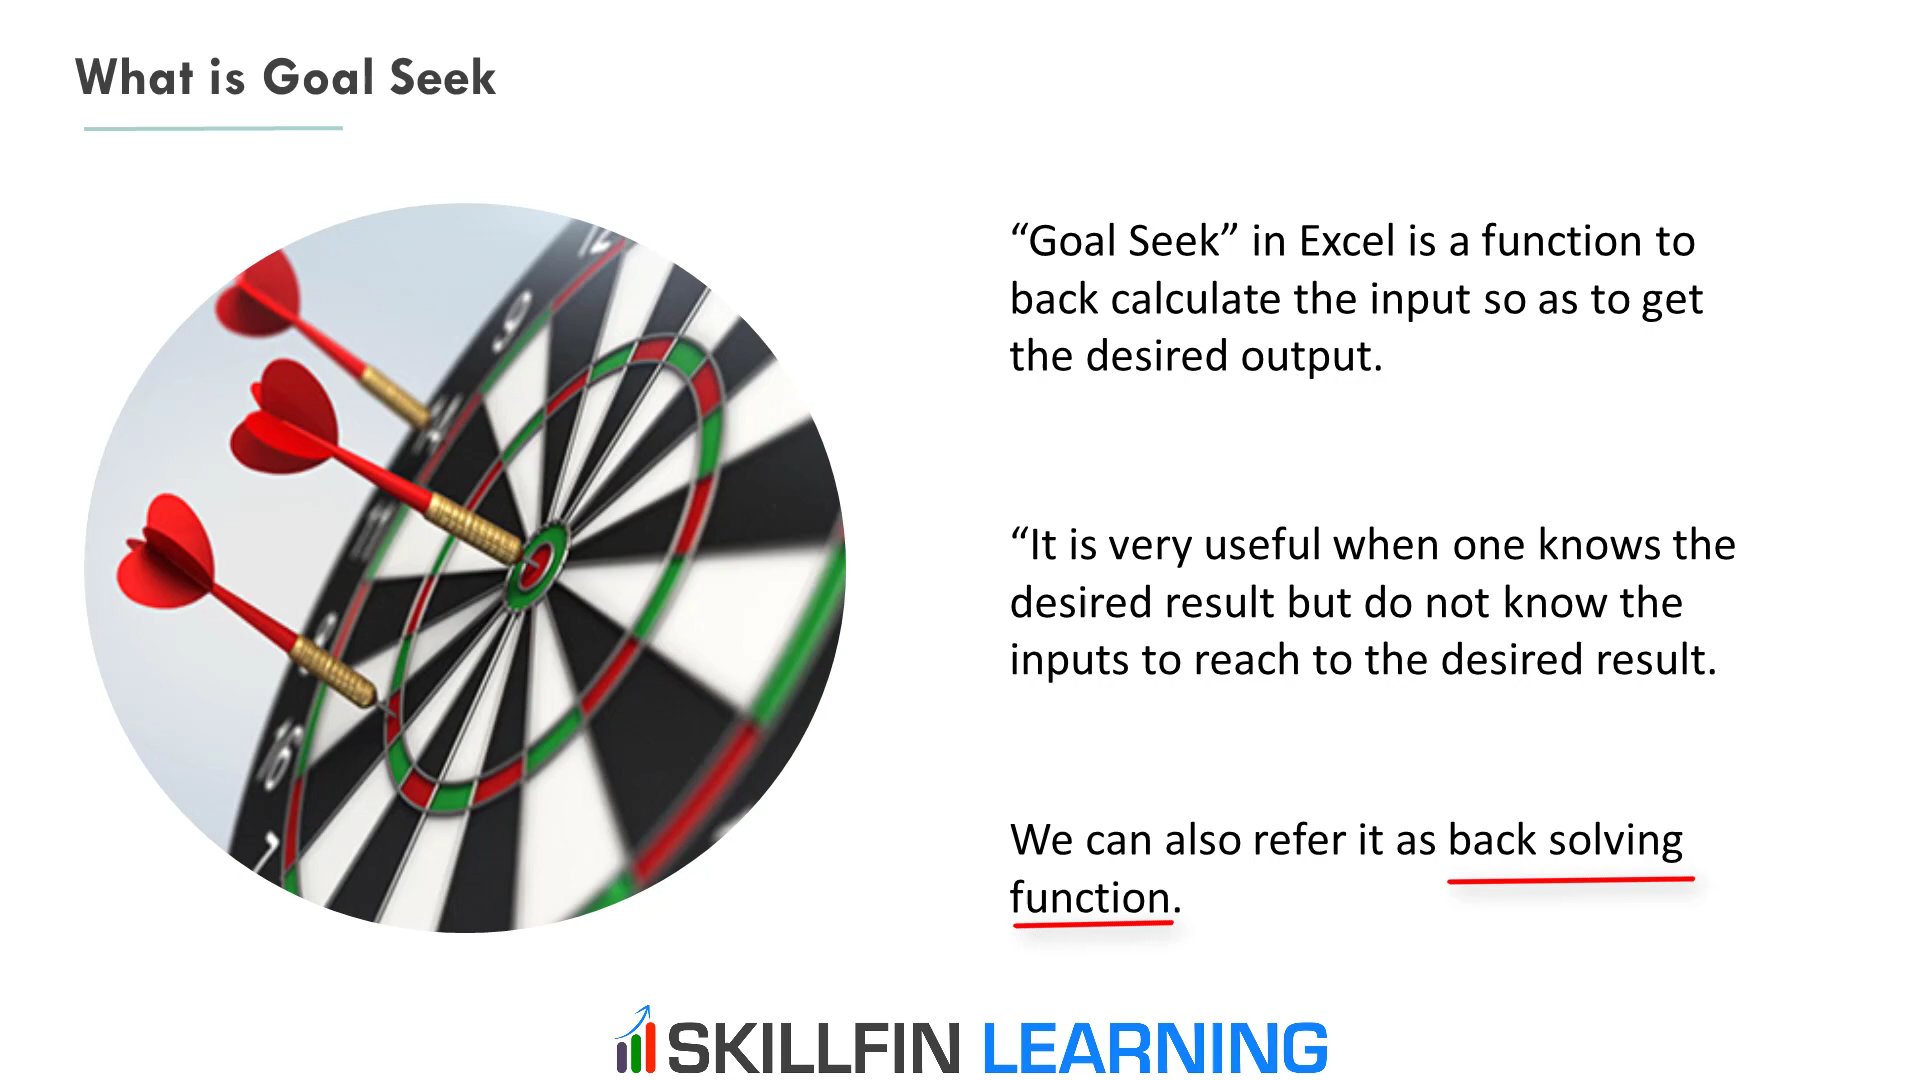 What is Goal Seek
“Goal Seek” in Excel is a function to
back calculate the input so as to get
the desired output.
“It is very useful when one knows the
desired result but do not know the
inputs to reach to the desired result.
We can also refer it as back solving
function.
SKILLFIN LEARNING